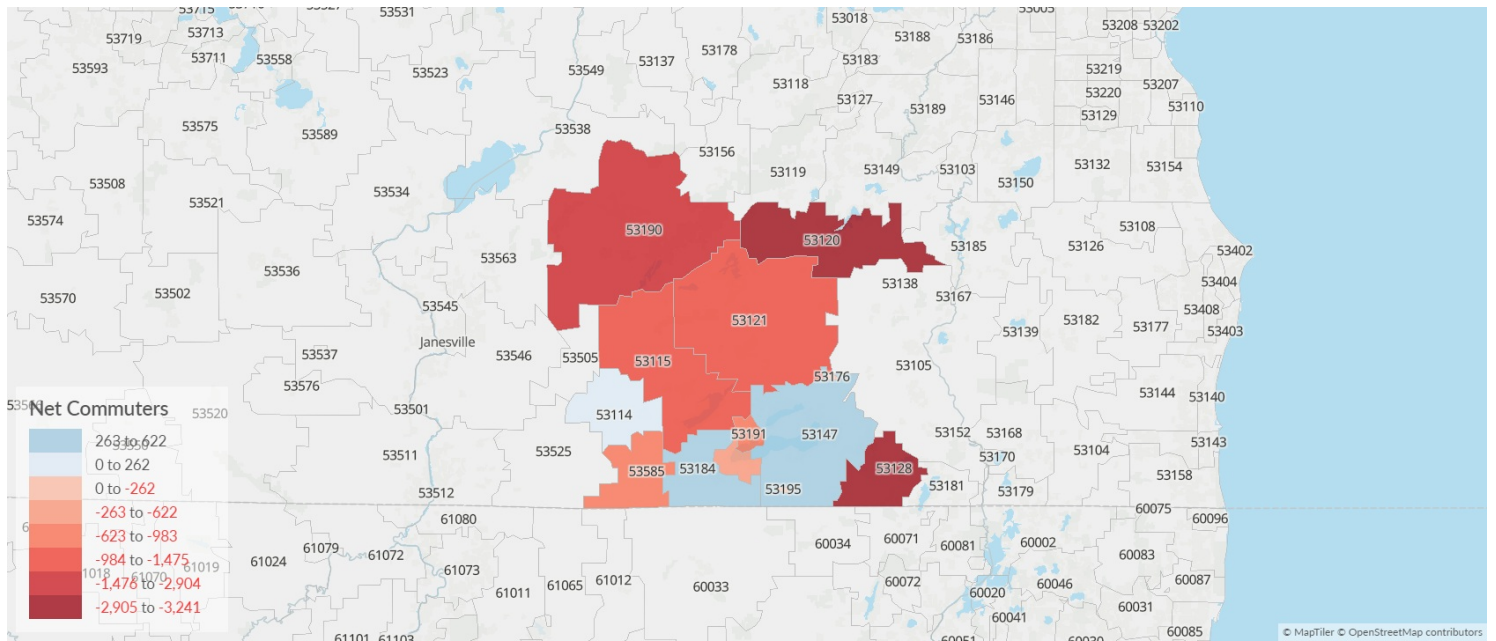 53715 53527 53531 53018 53005
53719 53713 53178 53188 53186 53208 53202
53593 53711 53558 53523 53549 53137 53183 53219
53118 53220 53207
53127 53189 53146 53110
53575 53589 53538 53129
53156
53508 53534 53119 53149 53103 53150 53132 53154
53574 53521
53190 53120 53185 53126 53108 53402
53536 53563
53570 53502 53138 53167 53404
53545 53408
53121 53139 53182 53177 53403
Janesville
53537 53546 53505 53115 53105
53576 53176 53144 53140
Net Commuters
53520 53501 53114 53191 53147 53152 53168 53143
263 to 622
53550
0 to 262
53511 53525 53170 53104
0 to -262
53585 53184 53128 53158
-263 to -622
53512 53195 53181 53179
-623 to -983
61080 60075 60096
-984 to -1,475
61024 61079 61072 61073 60034 60071 60081 60002 60083
61018 61070 61019
-1,476 to -2,904
61011 61065 61012 60033 60072 60020 60046 60087
-2,905 to -3,241
60041 60031
61101 61103 60051 60030 60085
© MapTiler © OpenStreetMap contributors